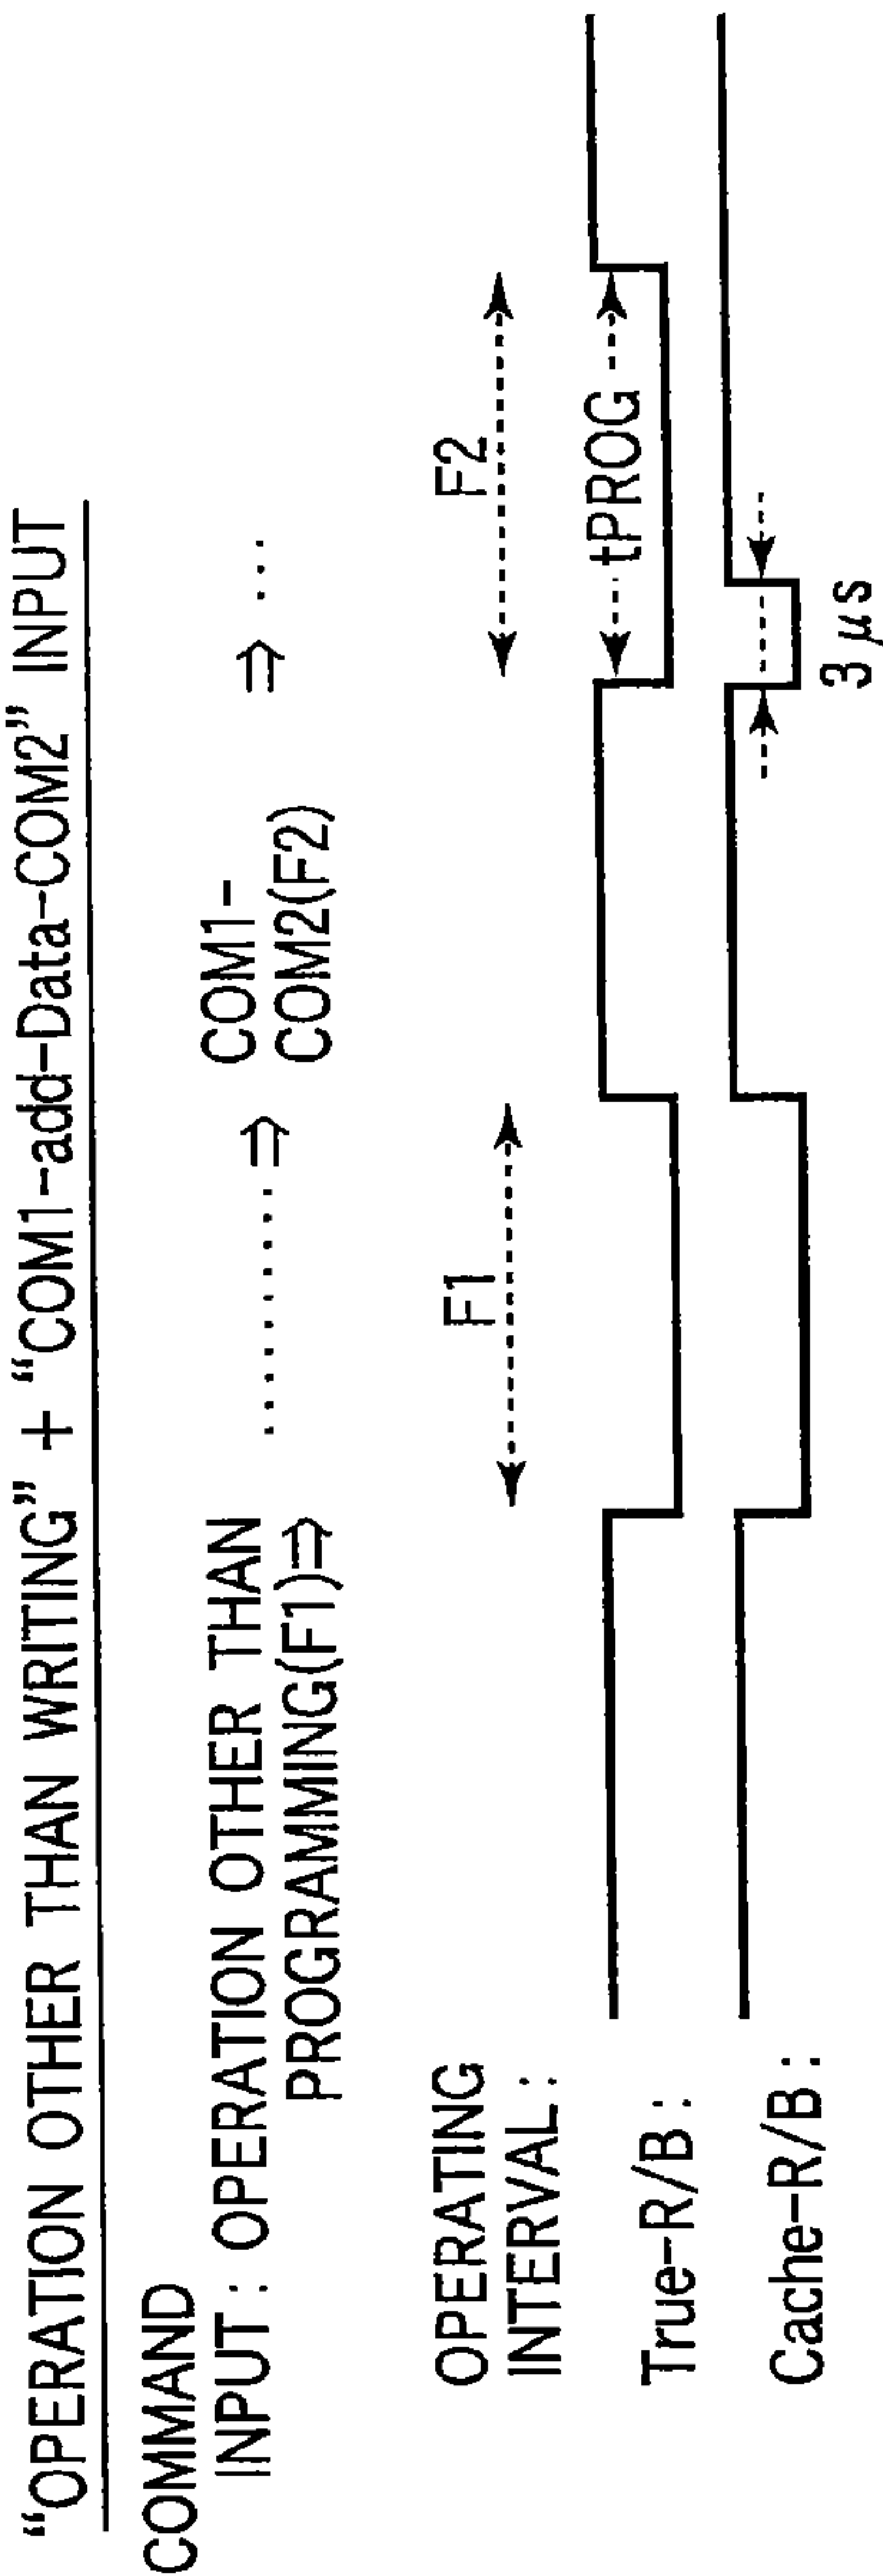 “OPERATION OTHER THAN WRITING” + “COM1-add-Data-COM2” INPUT
COMMAND
INPUT : OPERATION OTHER THAN ......... ⇒ COM1- ⇒ ...
PROGRAMMING(F1)⇒ COM2(F2)
OPERATING
INTERVAL :
F1
F2
True-R/B :
tPROG
Cache-R/B :
3 μs